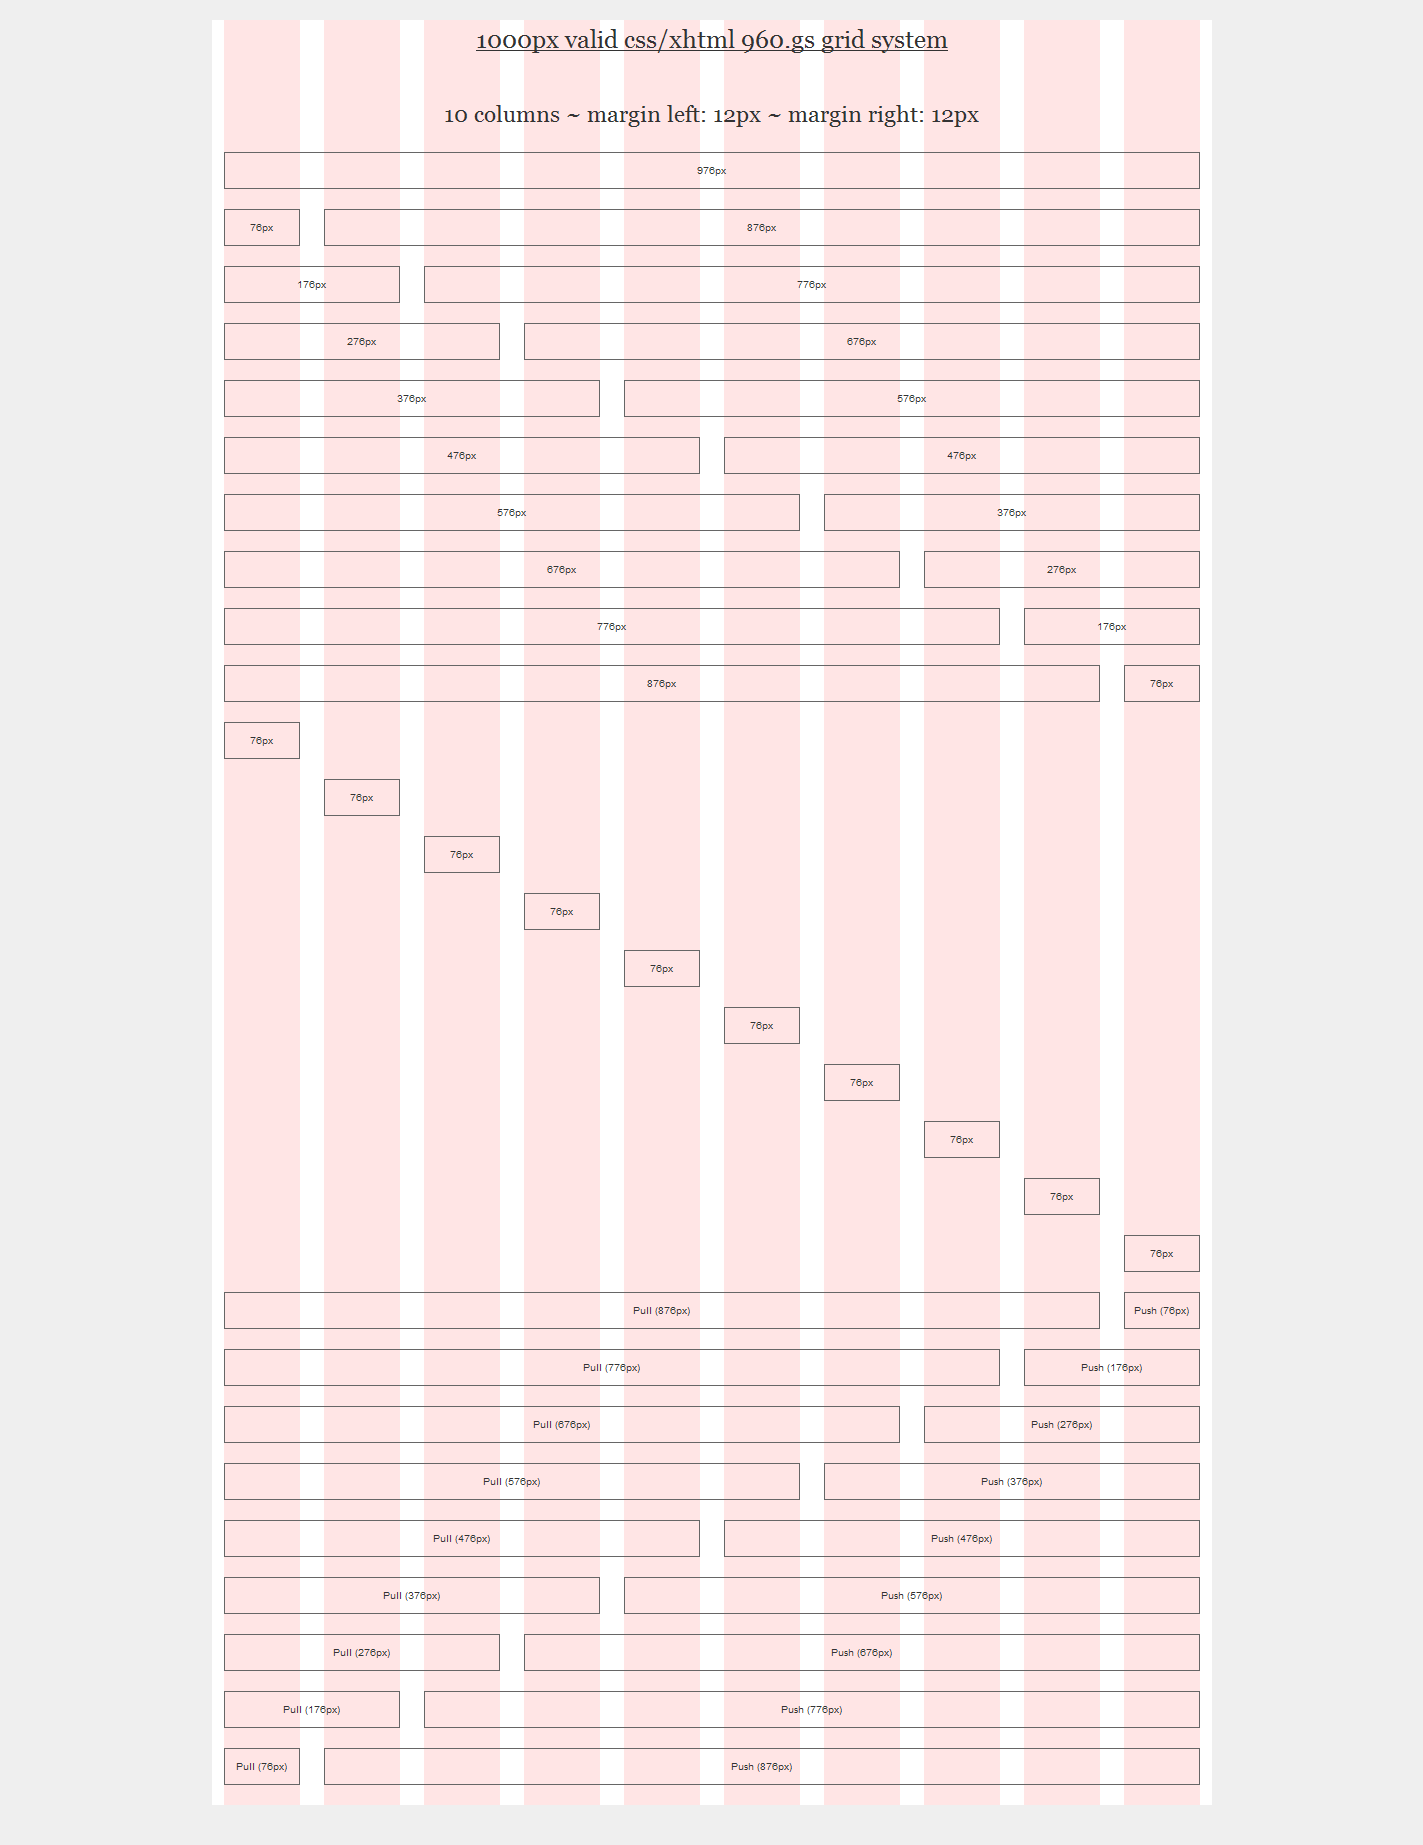 1000px valid css/xhtml 960.gs grid system
10 columns ~ margin left: 12px ~ margin right: 12px
976px
76px 876px
176px 776px
276px 676px
376px 576px
476px 476px
576px 376px
676px 276px
776px 176px
876px 76px
76px
76px
76px
76px
76px
76px
76px
76px
76px
76px
Pull (876px) Push (76px)
Pull (776px) Push (176px)
Pull (676px) Push (276px)
Pull (576px) Push (376px)
Pull (476px) Push (476px)
Pull (376px) Push (576px)
Pull (276px) Push (676px)
Pull (176px) Push (776px)
Pull (76px) Push (876px)